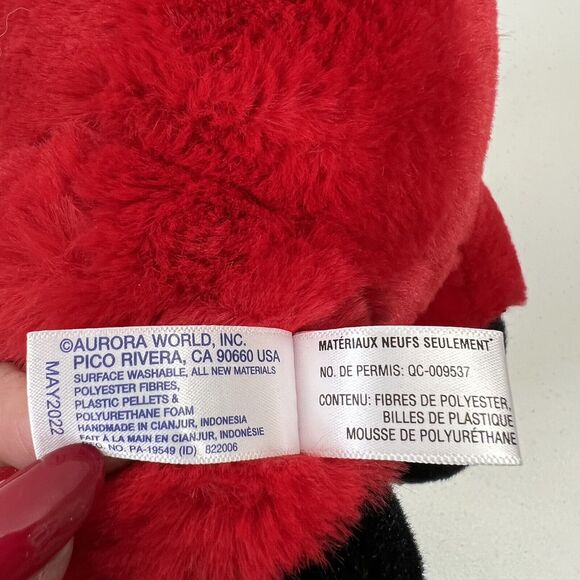 ©AURORA WORLD, INC.
PICO RIVERA, CA 90660 USA
SURFACE WASHABLE, ALL NEW MATERIALS
POLYESTER FIBRES,
PLASTIC PELLETS &
POLYURETHANE FOAM
HANDMADE IN CIANJUR, INDONESIA
FAIT À LA MAIN EN CIANJUR, INDONÉSIE
NO. PA-19549 (ID) 822006
MAY/2022
MATÉRIAUX NEUFS SEULEMENT
NO. DE PERMIS: QC-009537
CONTENU: FIBRES DE POLYESTER,
BILLES DE PLASTIQUE
MOUSSE DE POLYURÉTHANE